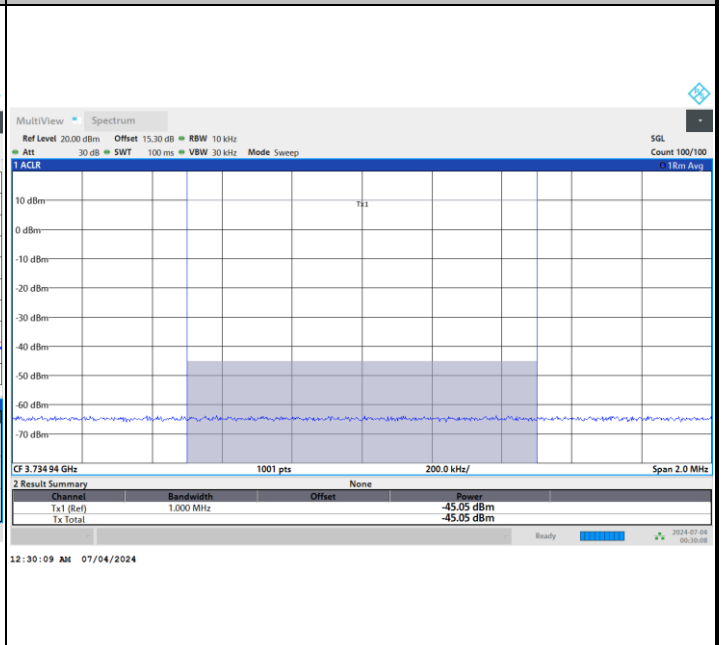 MultiView Spectrum
Ref Level 20.00 dBm Offset 15.30 dB RBW 10 kHz SGL
Att 30 dB SWT 100 ms VBW 30 kHz Mode Sweep Count 100/100
1 ACLR 1Rm Avg
Tx1
10 dBm
0 dBm
-10 dBm
-20 dBm
-30 dBm
-40 dBm
-50 dBm
-60 dBm
-70 dBm
CF 3.734 94 GHz 1001 pts 200.0 kHz/ Span 2.0 MHz
2 Result Summary None
Channel Bandwidth Offset Power
Tx1 (Ref) 1.000 MHz -45.05 dBm
Tx Total -45.05 dBm
Ready 2024-07-04
00:30:08
12:30:09 AM 07/04/2024